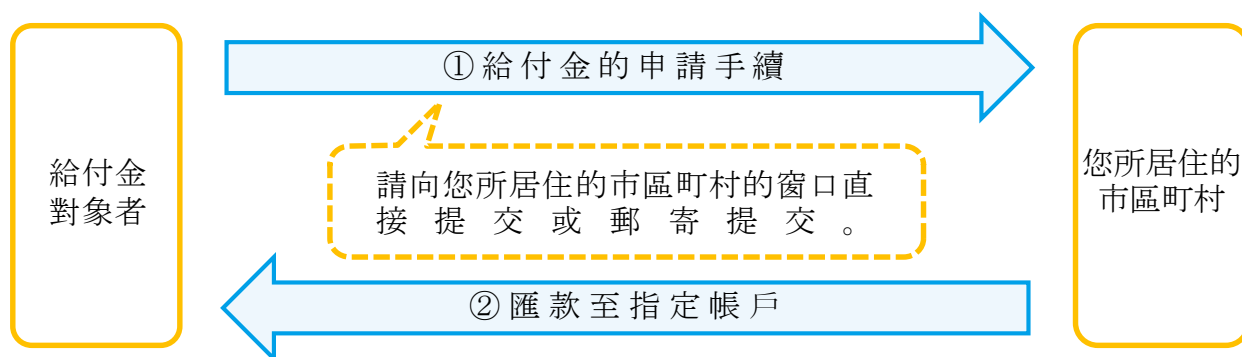 ①給付金的申請手續
給付金
對象者
請向您所居住的市區町村的窗口直
接提交或郵寄提交。
您所居住的
市區町村
②匯款至指定帳戶